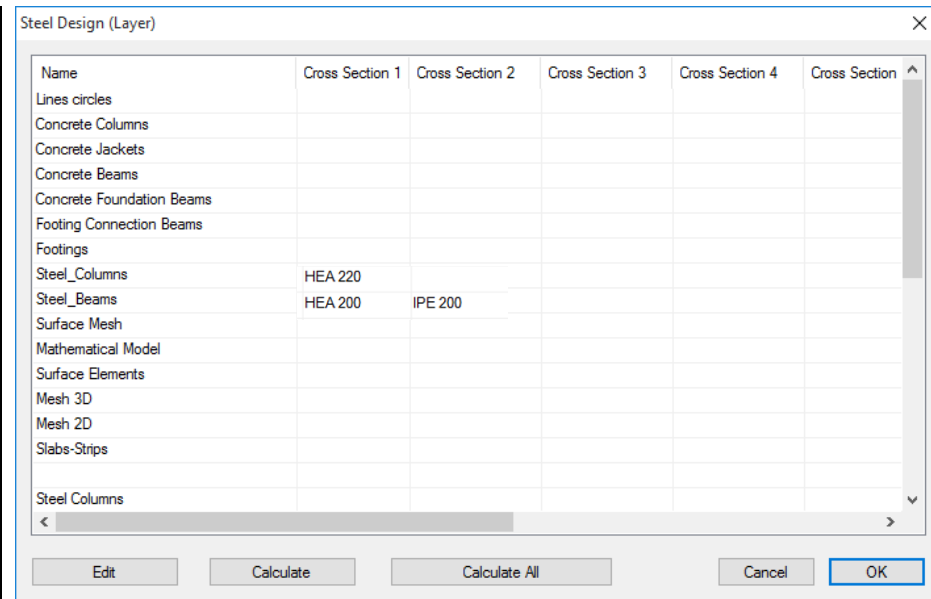 Steel Design (Layer)
Name Cross Section 1 Cross Section 2 Cross Section 3 Cross Section 4 Cross Section
Lines circles
Concrete Columns
Concrete Jackets
Concrete Beams
Concrete Foundation Beams
Footing Connection Beams
Footings
Steel_Columns HEA 220
Steel_Beams HEA 200 IPE 200
Surface Mesh
Mathematical Model
Surface Elements
Mesh 3D
Mesh 2D
Slabs-Strips
Steel Columns
Edit Calculate Calculate All Cancel OK